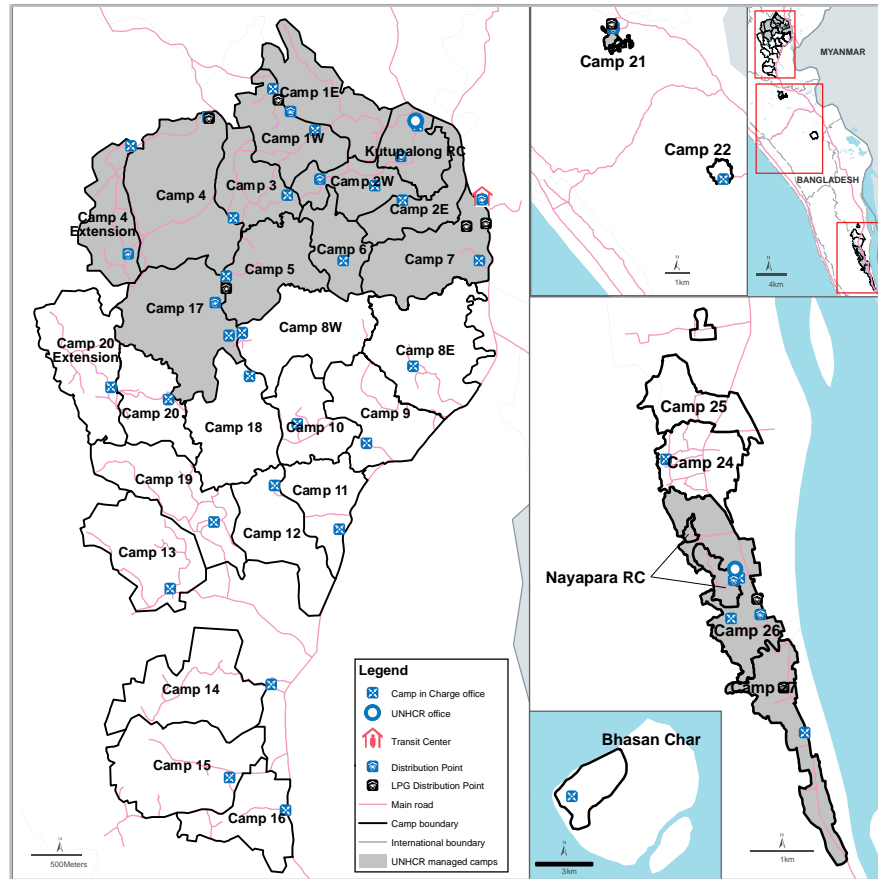 Camp 1E
Camp 1W
Kutupalong RC
Camp 4
Camp 3
Camp 2W
Camp 2E
Camp 4
Extension
Camp 6
Camp 5
Camp 7
Camp 17
Camp 8W
Camp 20
Extension
Camp 8E
Camp 20
Camp 18
Camp 10
Camp 9
Camp 19
Camp 11
Camp 12
Camp 13
Camp 14
Camp 15
Camp 16
N
500Meters
Legend
Camp in Charge office
UNHCR office
Transit Center
Distribution Point
LPG Distribution Point
Main road
Camp boundary
International boundary
UNHCR managed camps
Camp 21
Camp 22
N
1km
MYANMAR
BANGLADESH
N
4km
Camp 25
Camp 24
Nayapara RC
Camp 26
Camp 27
N
1km
Bhasan Char
N
3km